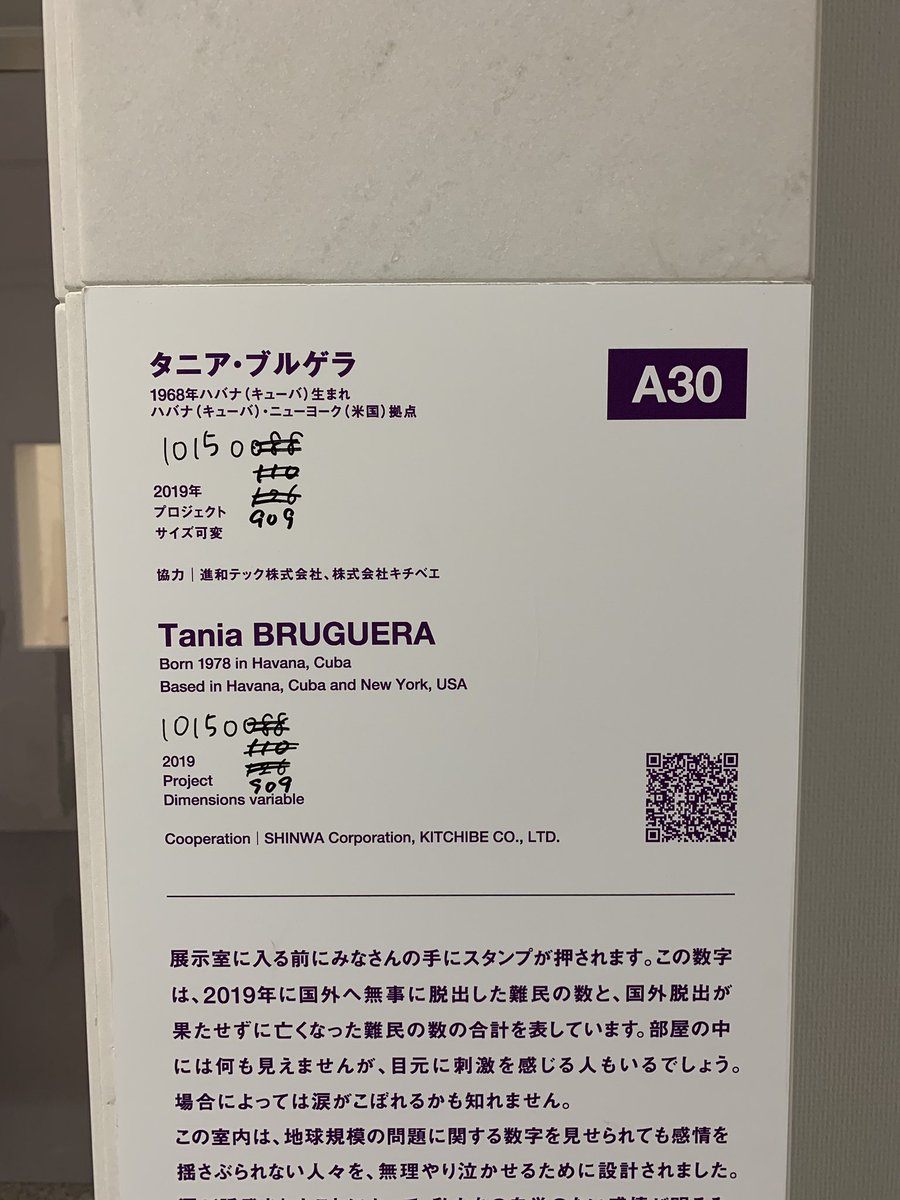 タニア・ブルゲラ
A30
1968年ハバナ（キューバ）生まれ
ハバナ（キューバ）・ニューヨーク（米国）拠点
10150088
110
126
909
2019年
プロジェクト
サイズ可変
協力｜進和テック株式会社、株式会社キチベエ
Tania BRUGUERA
Born 1978 in Havana, Cuba
Based in Havana, Cuba and New York, USA
10150088
110
126
909
2019
Project
Dimensions variable
Cooperation | SHINWA Corporation, KITCHIBE CO., LTD.
展示室に入る前にみなさんの手にスタンプが押されます。この数字
は、2019年に国外へ無事に脱出した難民の数と、国外脱出が
果たせずに亡くなった難民の数の合計を表しています。部屋の中
には何も見えませんが、目元に刺激を感じる人もいるでしょう。
場合によっては涙がこぼれるかも知れません。
この室内は、地球規模の問題に関する数字を見せられても感情を
揺さぶられない人々を、無理やり泣かせるために設計されました。